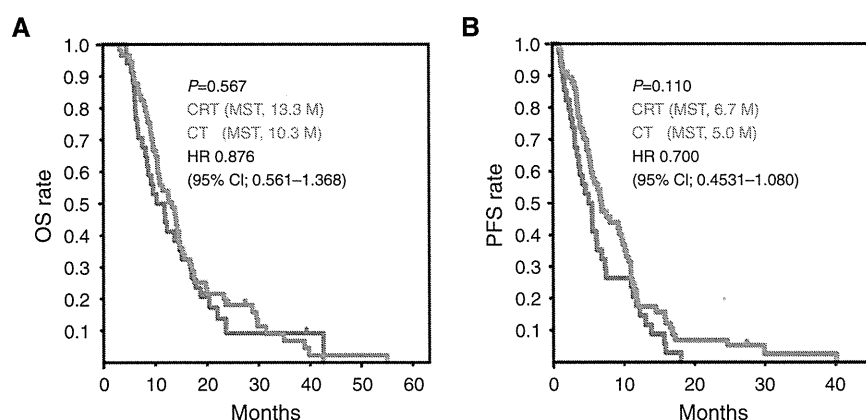 A
1.0
0.9
0.8
0.7
0.6
0.5
0.4
0.3
0.2
0.1
OS rate
P=0.567
CRT (MST, 13.3 M)
CT (MST, 10.3 M)
HR 0.876
(95% CI; 0.561–1.368)
0 10 20 30 40 50 60
Months
B
1.0
0.9
0.8
0.7
0.6
0.5
0.4
0.3
0.2
0.1
PFS rate
P=0.110
CRT (MST, 6.7 M)
CT (MST, 5.0 M)
HR 0.700
(95% CI; 0.4531–1.080)
0 10 20 30 40
Months